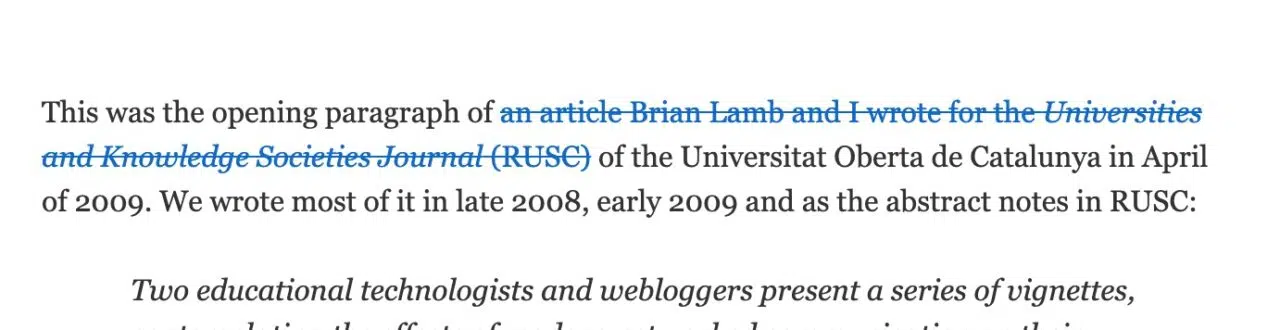 This was the opening paragraph of an article Brian Lamb and I wrote for the Universities
and Knowledge Societies Journal (RUSC) of the Universitat Oberta de Catalunya in April
of 2009. We wrote most of it in late 2008, early 2009 and as the abstract notes in RUSC:
Two educational technologists and webloggers present a series of vignettes,